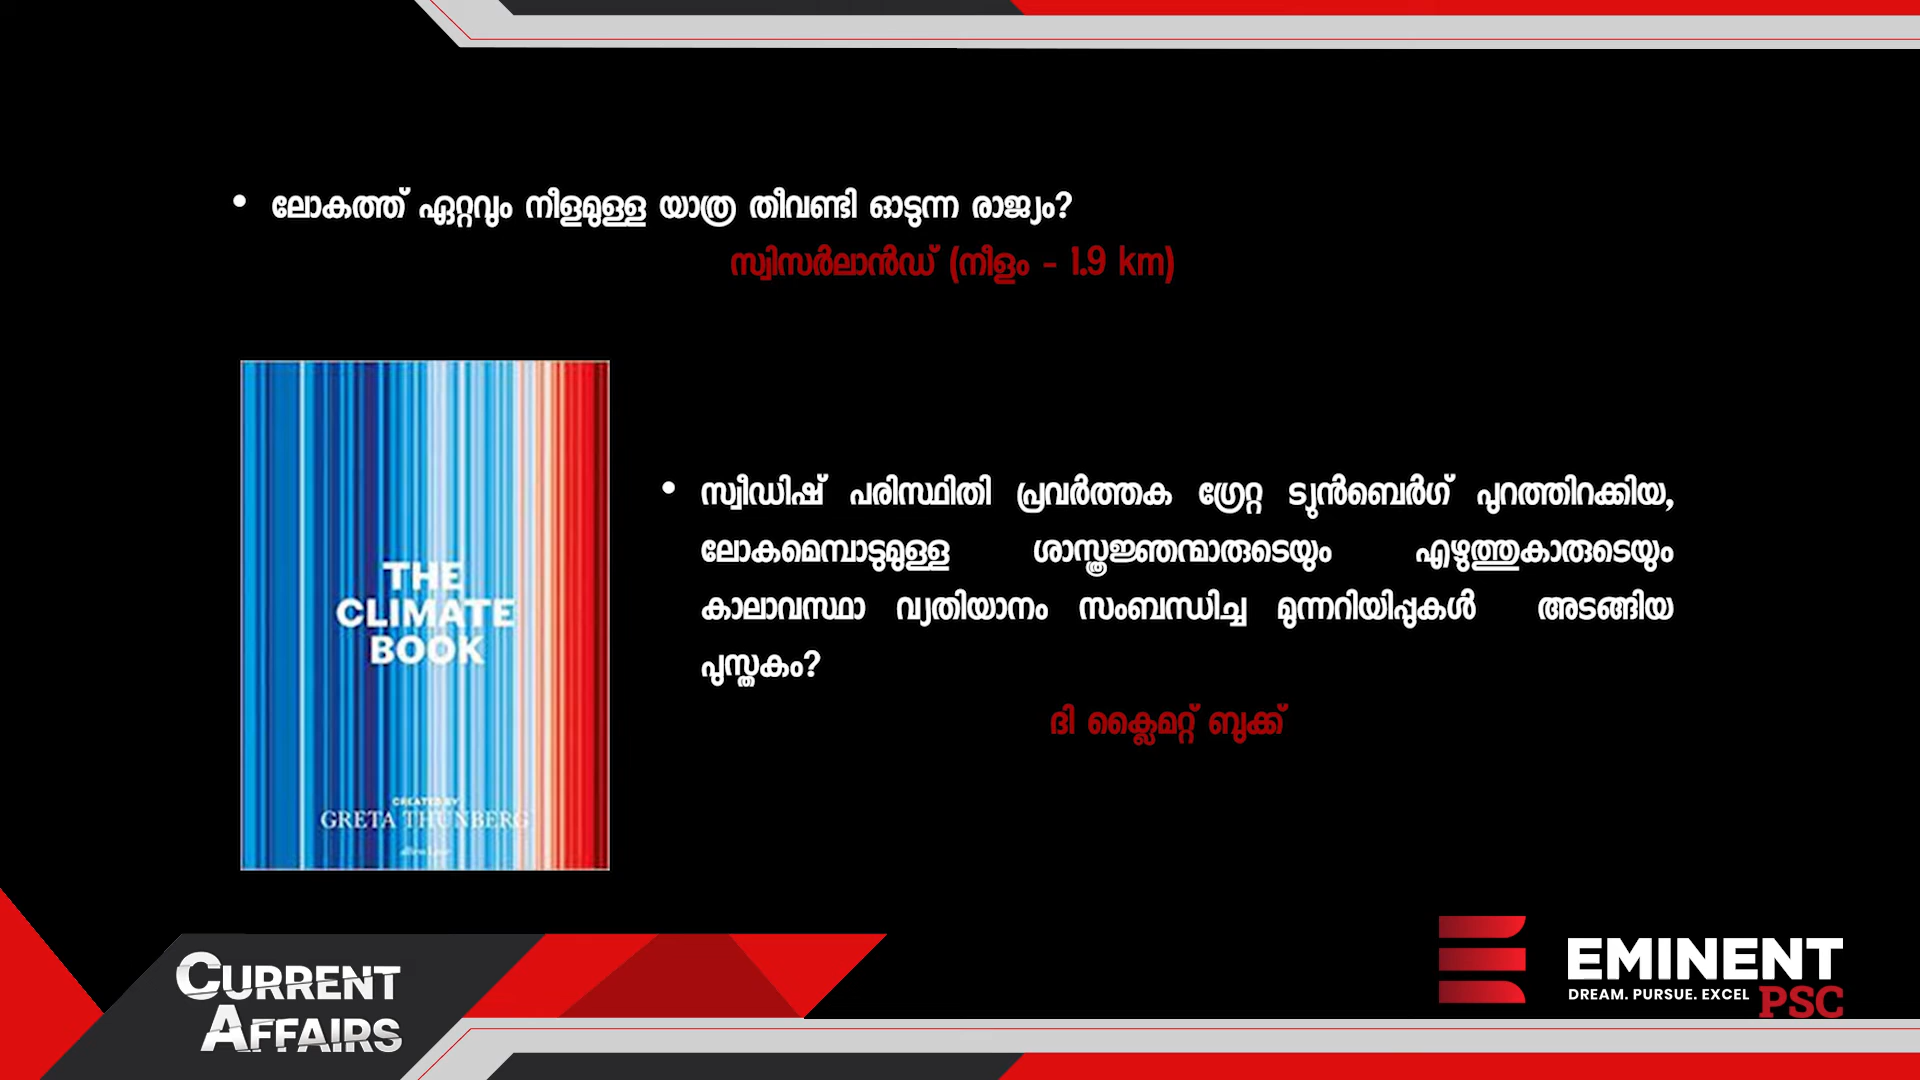 • ലോകത്ത് ഏറ്റവും നീളമുള്ള യാത്ര തീവണ്ടി ഓടുന്ന രാജ്യം?
സ്വിസർലാൻഡ് (നീളം - 1.9 km)
• സ്വീഡിഷ് പരിസ്ഥിതി പ്രവർത്തക ഗ്രേറ്റ ട്യുൻബെർഗ് പുറത്തിറക്കിയ,
ലോകമെമ്പാടുമുള്ള ശാസ്ത്രജ്ഞന്മാരുടെയും എഴുത്തുകാരുടെയും
കാലാവസ്ഥാ വ്യതിയാനം സംബന്ധിച്ച മുന്നറിയിപ്പുകൾ അടങ്ങിയ
പുസ്തകം?
ദി ക്ലൈമറ്റ് ബുക്ക്
THE
CLIMATE
BOOK
CREATED BY
GRETA THUNBERG
CURRENT
AFFAIRS
EMINENT
DREAM. PURSUE. EXCEL
PSC